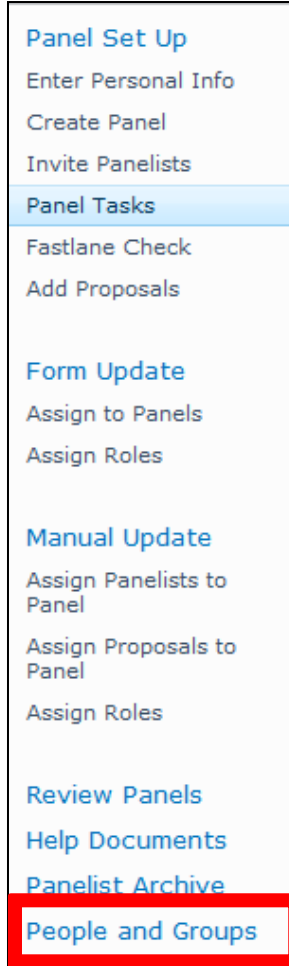 Panel Set Up
Enter Personal Info
Create Panel
Invite Panelists
Panel Tasks
Fastlane Check
Add Proposals
Form Update
Assign to Panels
Assign Roles
Manual Update
Assign Panelists to
Panel
Assign Proposals to
Panel
Assign Roles
Review Panels
Help Documents
Panelist Archive
People and Groups